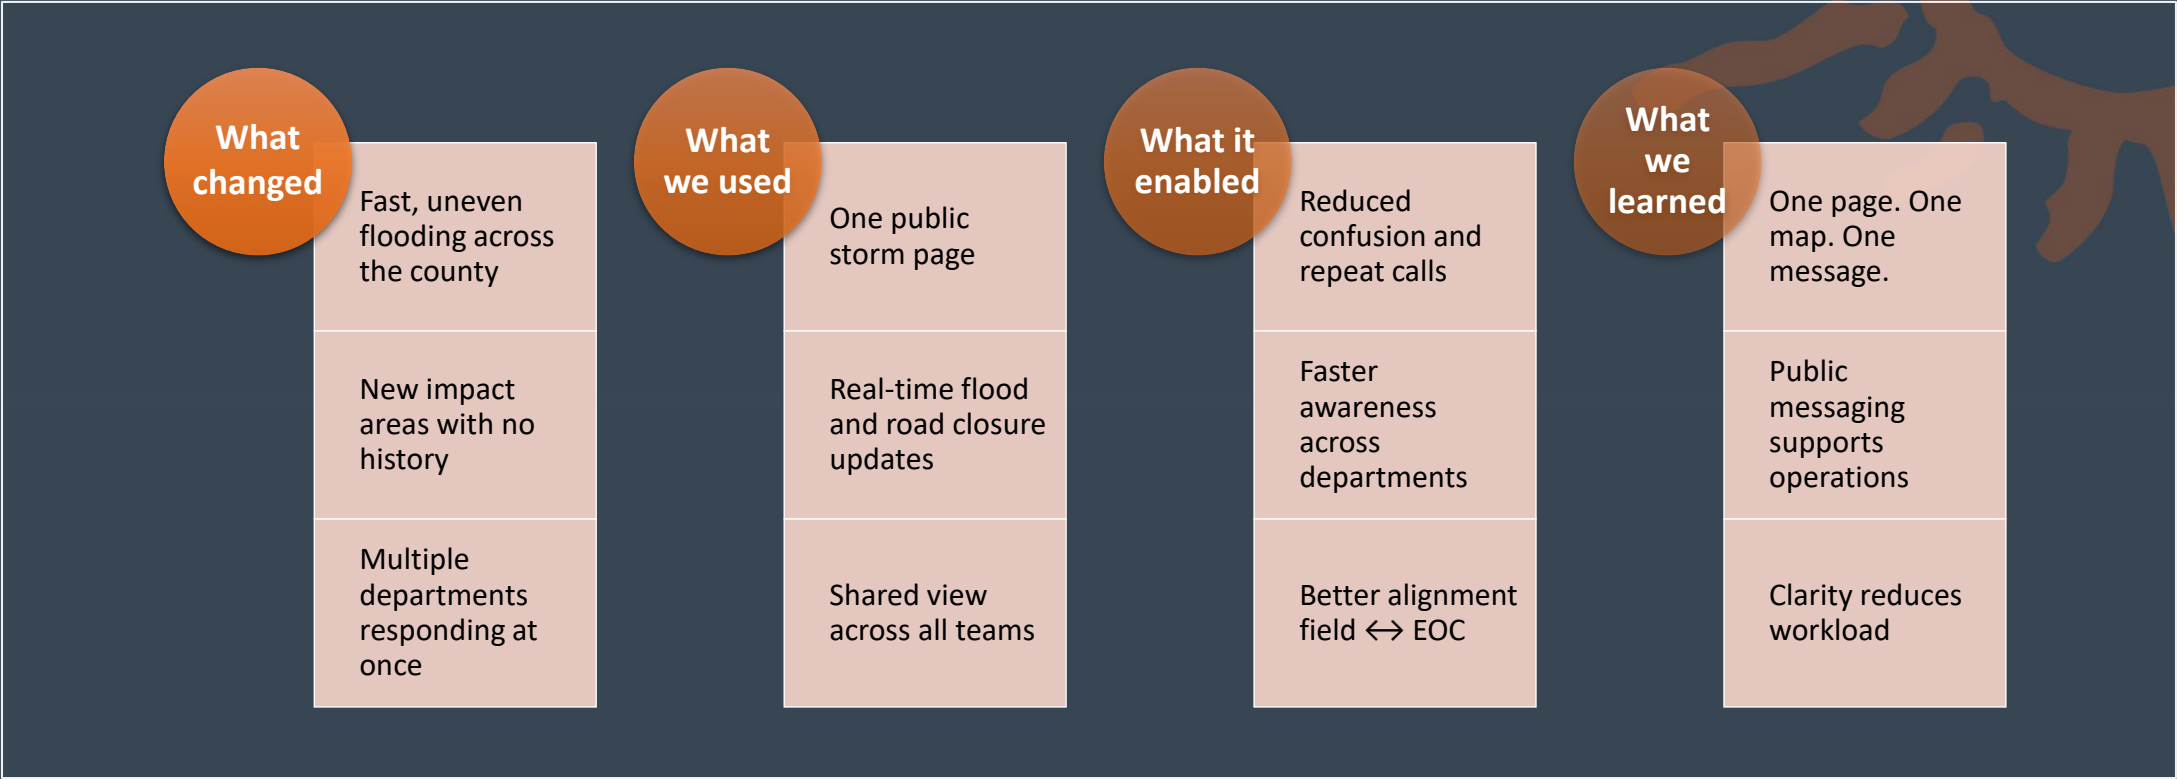 What
changed
Fast, uneven
flooding across
the county
New impact
areas with no
history
Multiple
departments
responding at
once
What
we used
One public
storm page
Real-time flood
and road closure
updates
Shared view
across all teams
What it
enabled
Reduced
confusion and
repeat calls
Faster
awareness
across
departments
Better alignment
field ↔ EOC
What
we
learned
One page. One
map. One
message.
Public
messaging
supports
operations
Clarity reduces
workload